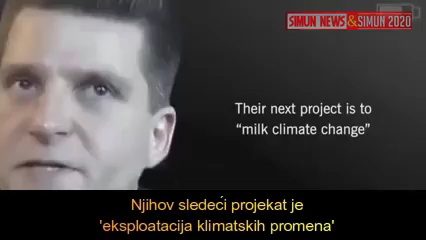 SIMUN NEWS & SIMUN 2020
Their next project is to
“milk climate change”
Njihov sledeći projekat je
'eksploatacija klimatskih promena'